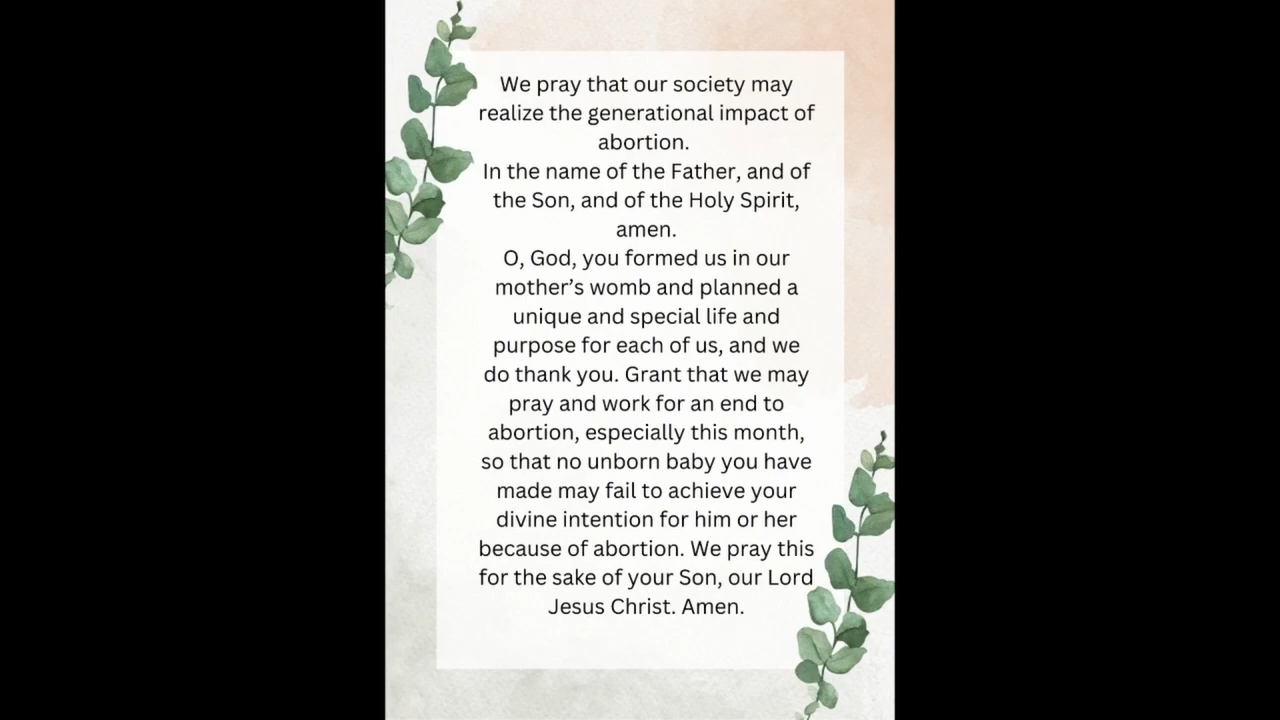 We pray that our society may
realize the generational impact of
abortion.
In the name of the Father, and of
the Son, and of the Holy Spirit,
amen.
O, God, you formed us in our
mother’s womb and planned a
unique and special life and
purpose for each of us, and we
do thank you. Grant that we may
pray and work for an end to
abortion, especially this month,
so that no unborn baby you have
made may fail to achieve your
divine intention for him or her
because of abortion. We pray this
for the sake of your Son, our Lord
Jesus Christ. Amen.